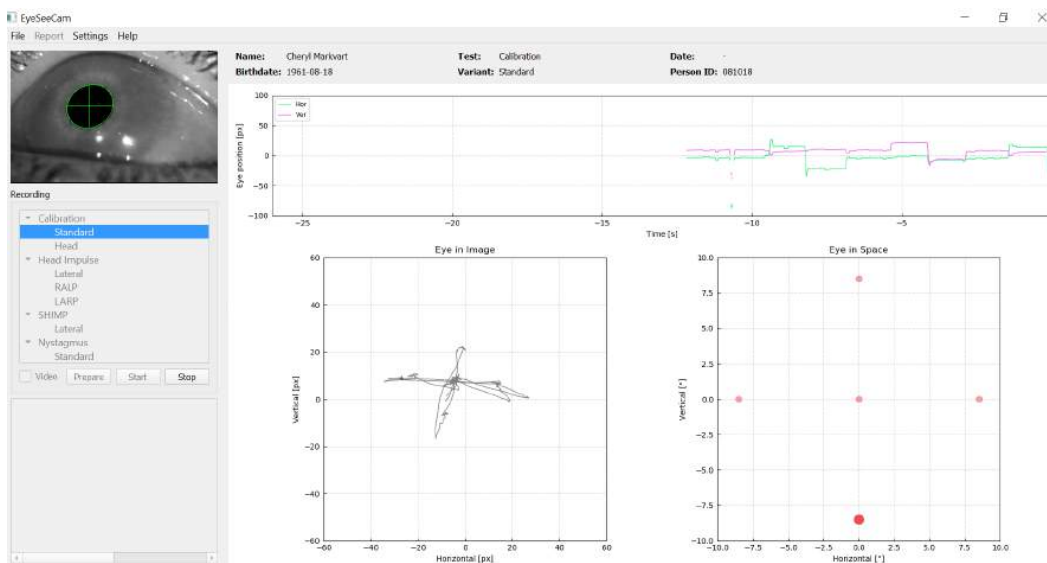 EyeSeeCam
File Report Settings Help
Name: Cheryl Markvart Test: Calibration Date: -
Birthdate: 1961-08-18 Variant: Standard Person ID: 081018
Recording
Calibration
Standard
Head
Head Impulse
Lateral
RALP
LARP
SHIMP
Lateral
Nystagmus
Standard
Video Prepare Start Stop
Eye position [px]
100
50
0
−50
−100
Hor
Ver
−25 −20 −15 −10 −5
Time [s]
Eye in Image
Vertical [px]
60
40
20
0
−20
−40
−60
−60 −40 −20 0 20 40 60
Horizontal [px]
Eye in Space
Vertical [°]
10.0
7.5
5.0
2.5
0.0
−2.5
−5.0
−7.5
−10.0
−10.0 −7.5 −5.0 −2.5 0.0 2.5 5.0 7.5 10.0
Horizontal [°]